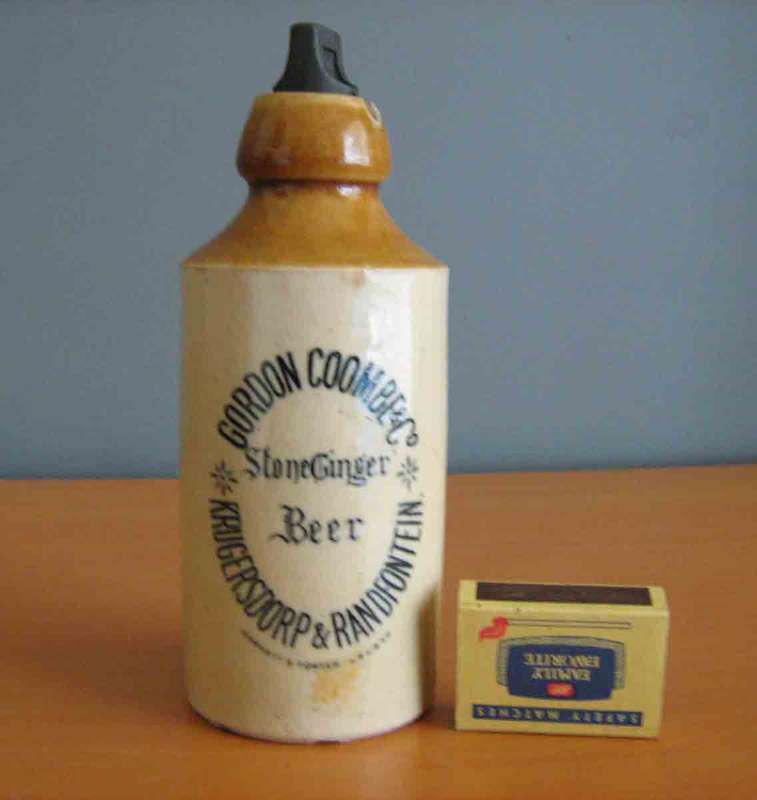 GORDON COOMBE & Co
Stone Ginger
Beer
KRUGERSDORP & RANDFONTEIN.
FAMILY
FAVORITE
SAFETY MATCHES